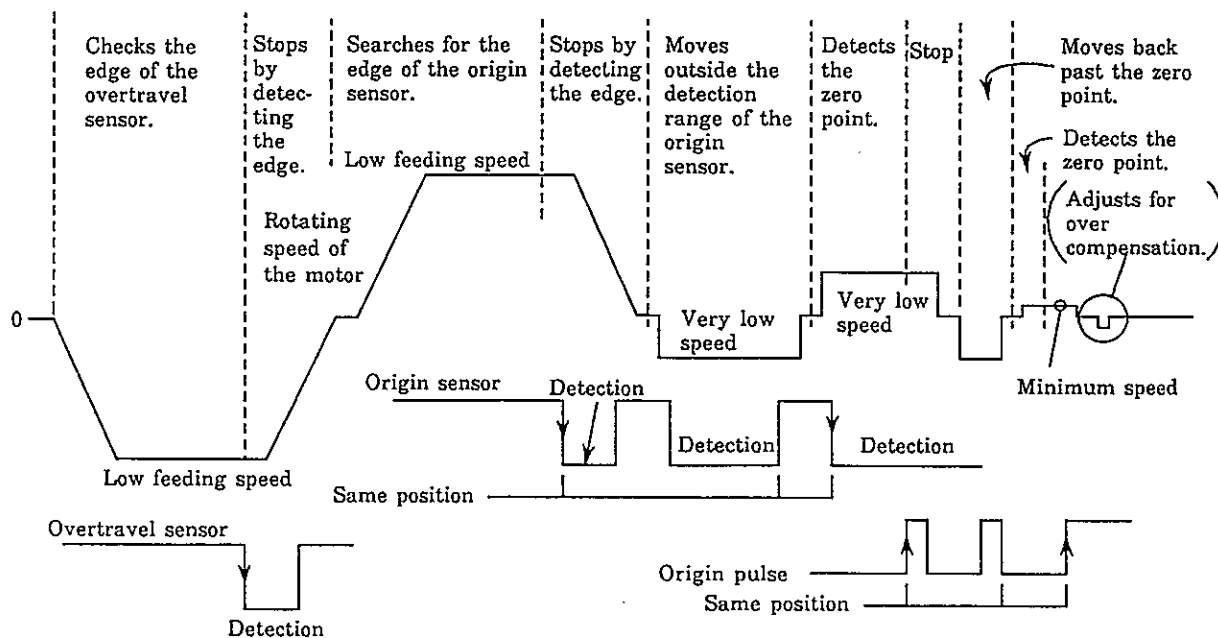 Checks the
edge of the
overtravel
sensor.
Stops
by
detec-
ting
the
edge.
Searches for the
edge of the origin
sensor.
Stops by
detecting
the edge.
Moves
outside the
detection
range of the
origin
sensor.
Detects
the
zero
point.
Stop
Moves back
past the zero
point.
Detects the
zero point.
(Adjusts for
over
compensation.)
Low feeding speed
Rotating
speed of
the motor
0
Very low
speed
Very low
speed
Minimum speed
Low feeding speed
Origin sensor
Detection
Detection
Detection
Same position
Overtravel sensor
Detection
Origin pulse
Same position